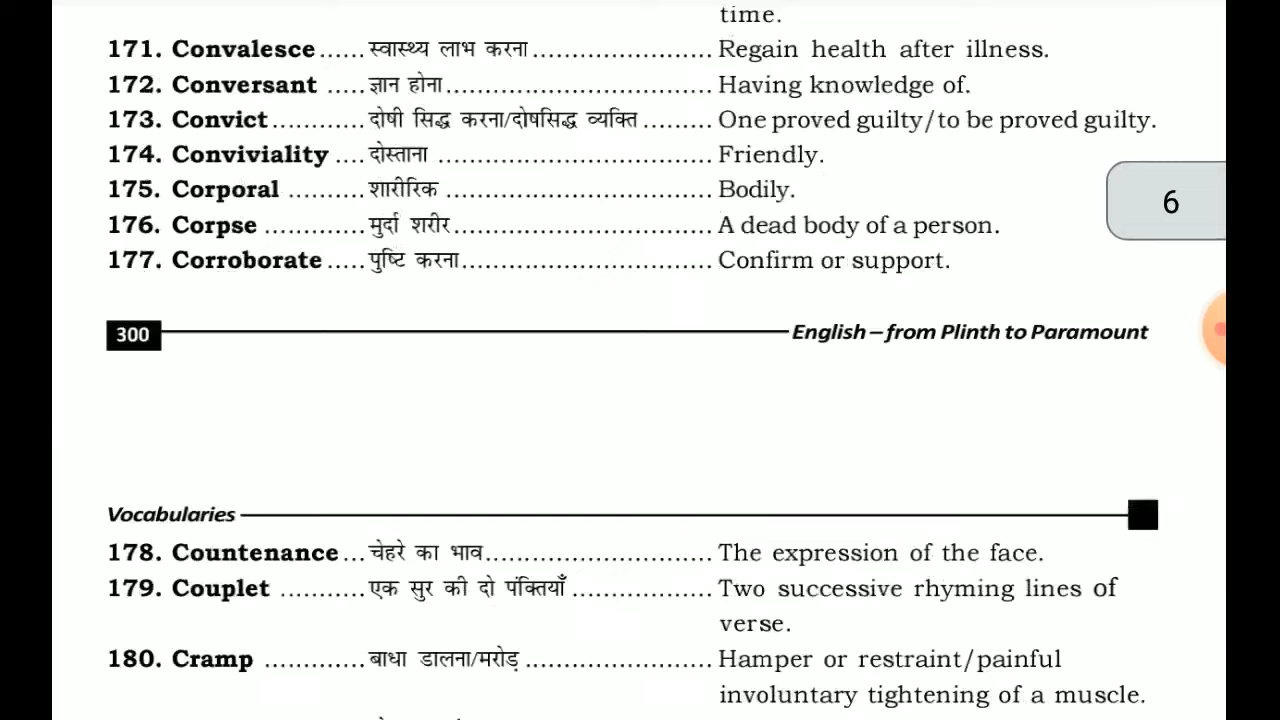 time.
171. Convalesce ...... स्वास्थ्य लाभ करना ....................... Regain health after illness.
172. Conversant ..... ज्ञान होना .................................. Having knowledge of.
173. Convict ............ दोषी सिद्ध करना/दोषसिद्ध व्यक्ति ......... One proved guilty/to be proved guilty.
174. Conviviality .... दोस्ताना ................................... Friendly.
175. Corporal .......... शारीरिक .................................. Bodily.
176. Corpse ............. मुर्दा शरीर ................................. A dead body of a person.
177. Corroborate ..... पुष्टि करना ................................ Confirm or support.
6
300 English – from Plinth to Paramount
Vocabularies
178. Countenance ... चेहरे का भाव ............................. The expression of the face.
179. Couplet ........... एक सुर की दो पंक्तियाँ .................. Two successive rhyming lines of
verse.
180. Cramp ............. बाधा डालना/मरोड़ ........................ Hamper or restraint/painful
involuntary tightening of a muscle.